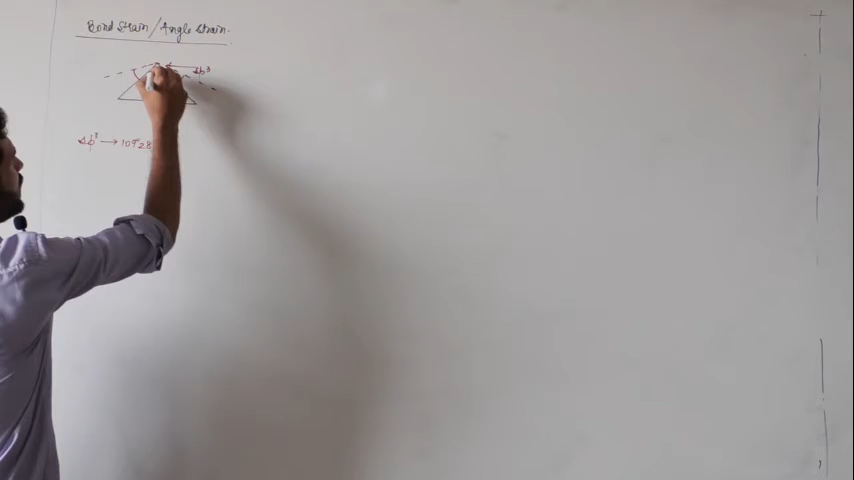 Bond Strain/Angle Strain.
sp³
sp³ → 109°28